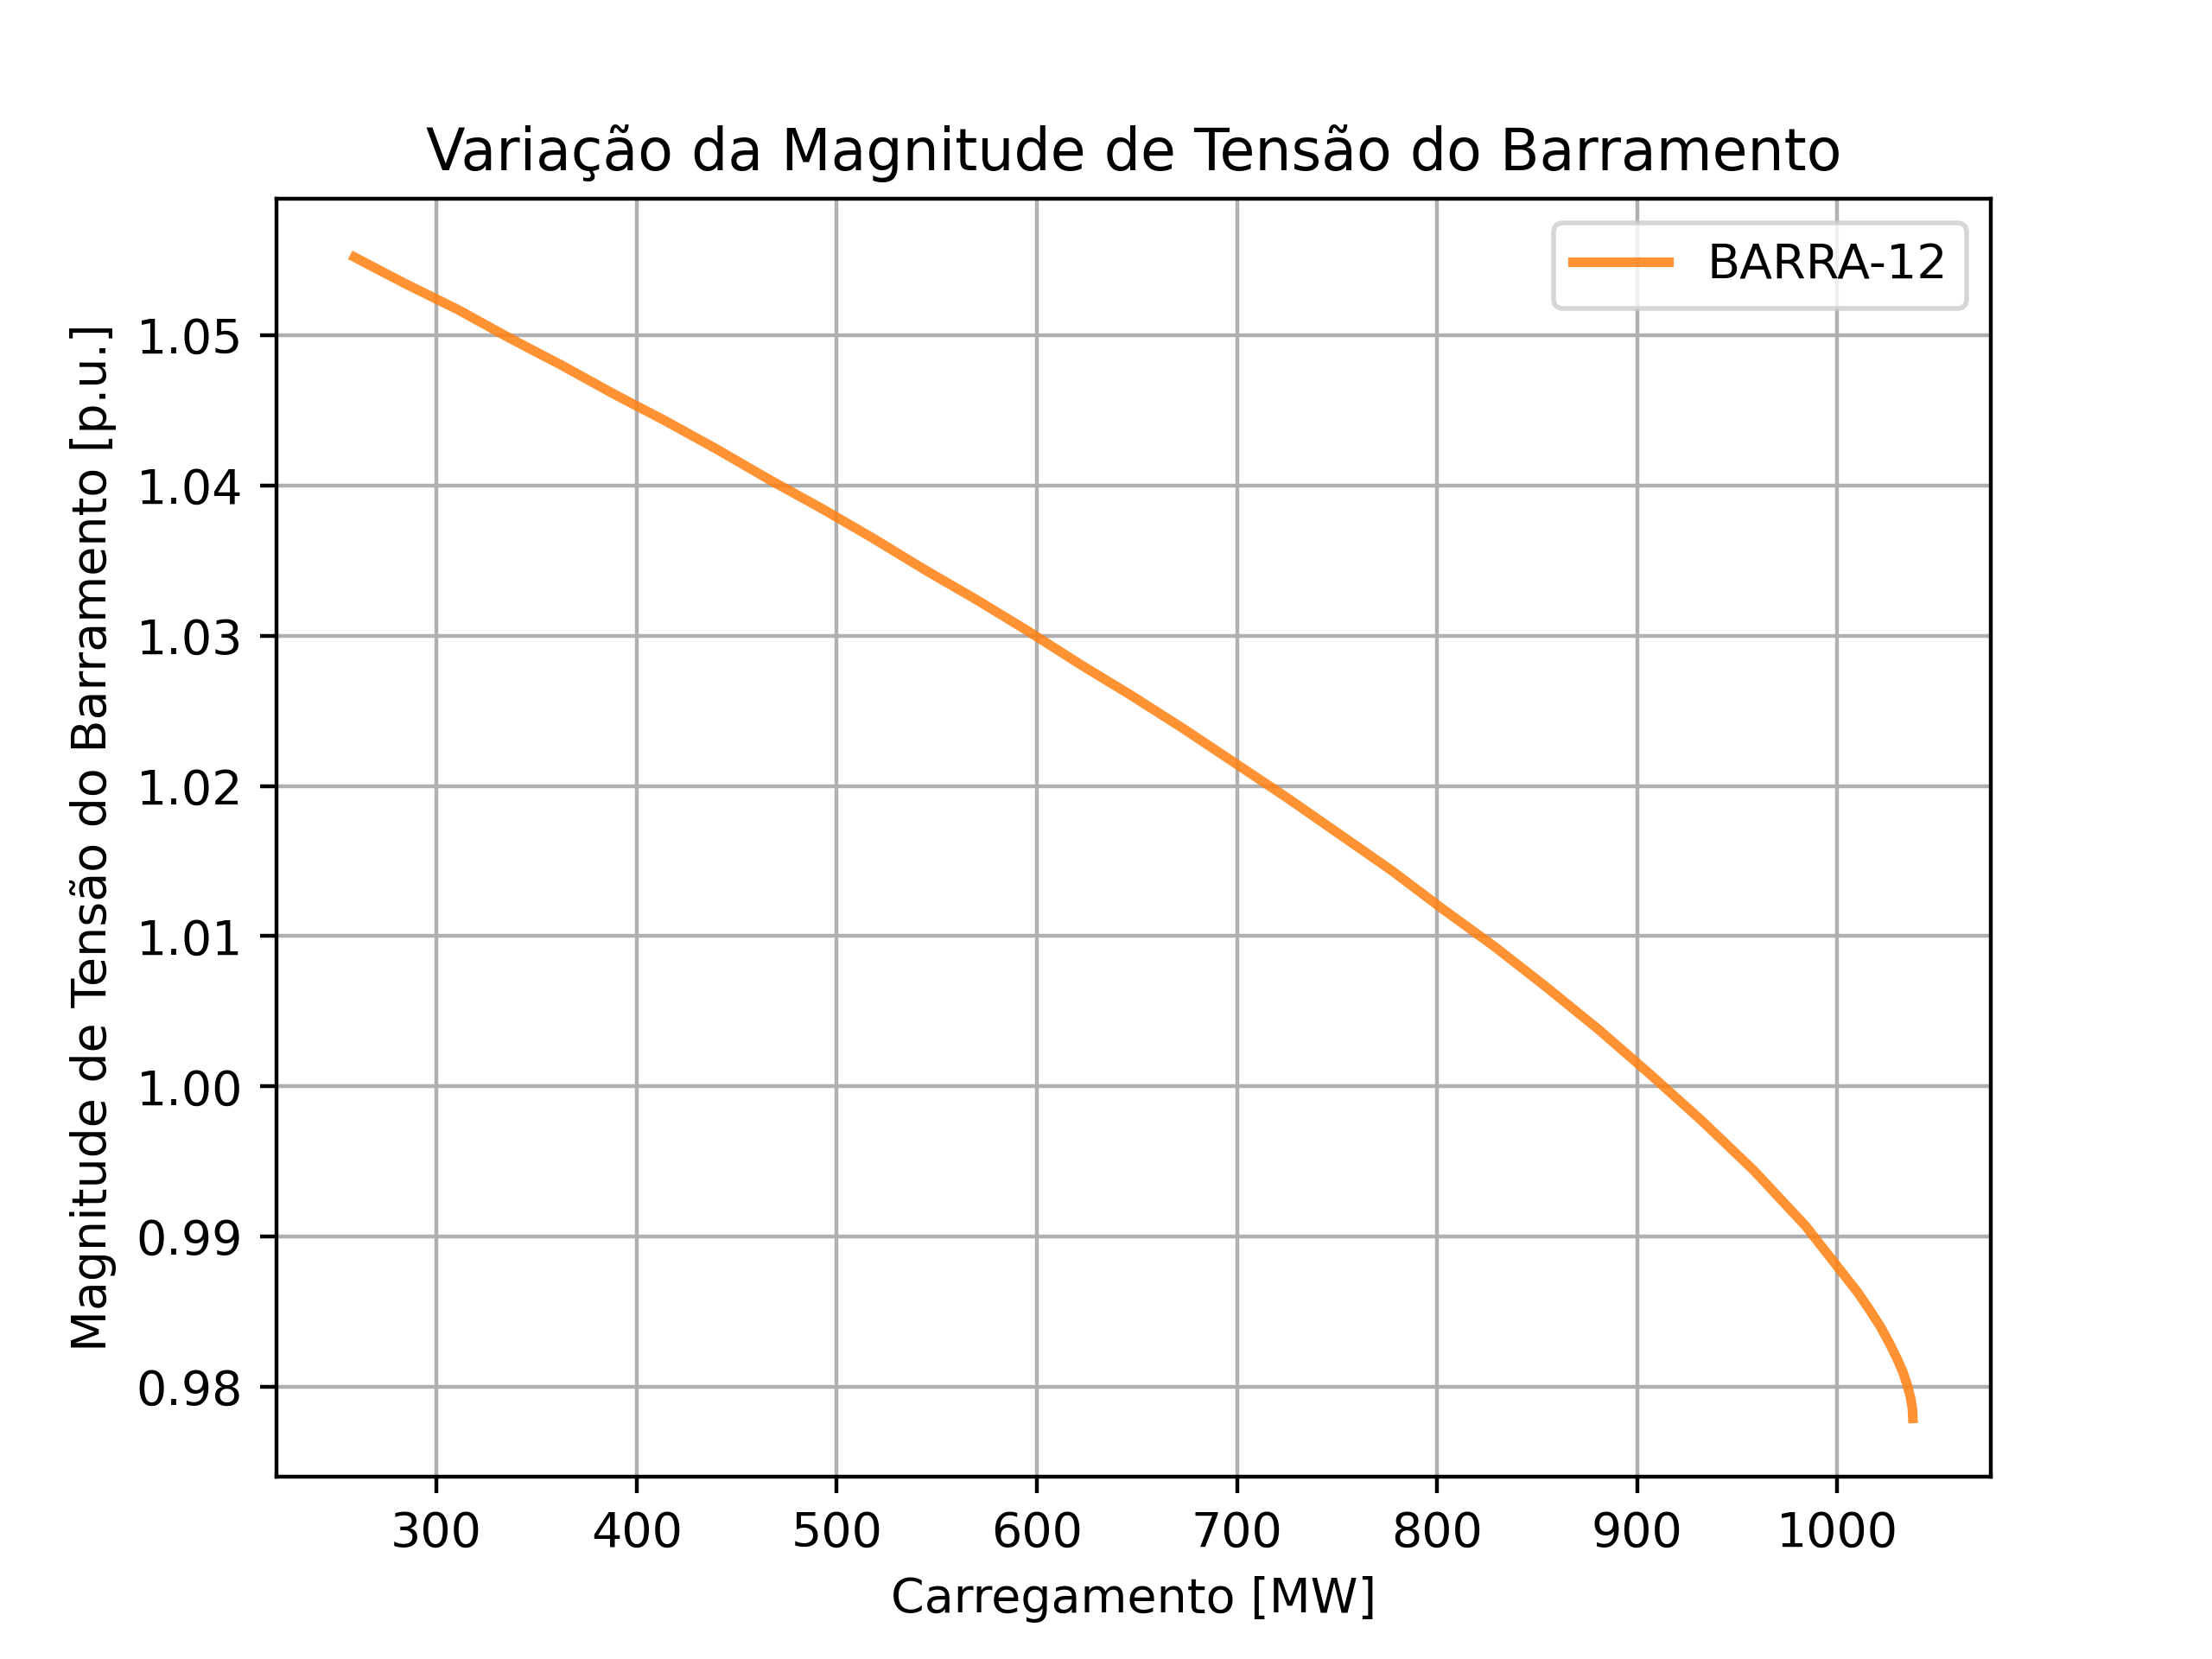 Variação da Magnitude de Tensão do Barramento
BARRA-12
Magnitude de Tensão do Barramento [p.u.]
1.05
1.04
1.03
1.02
1.01
1.00
0.99
0.98
300 400 500 600 700 800 900 1000
Carregamento [MW]